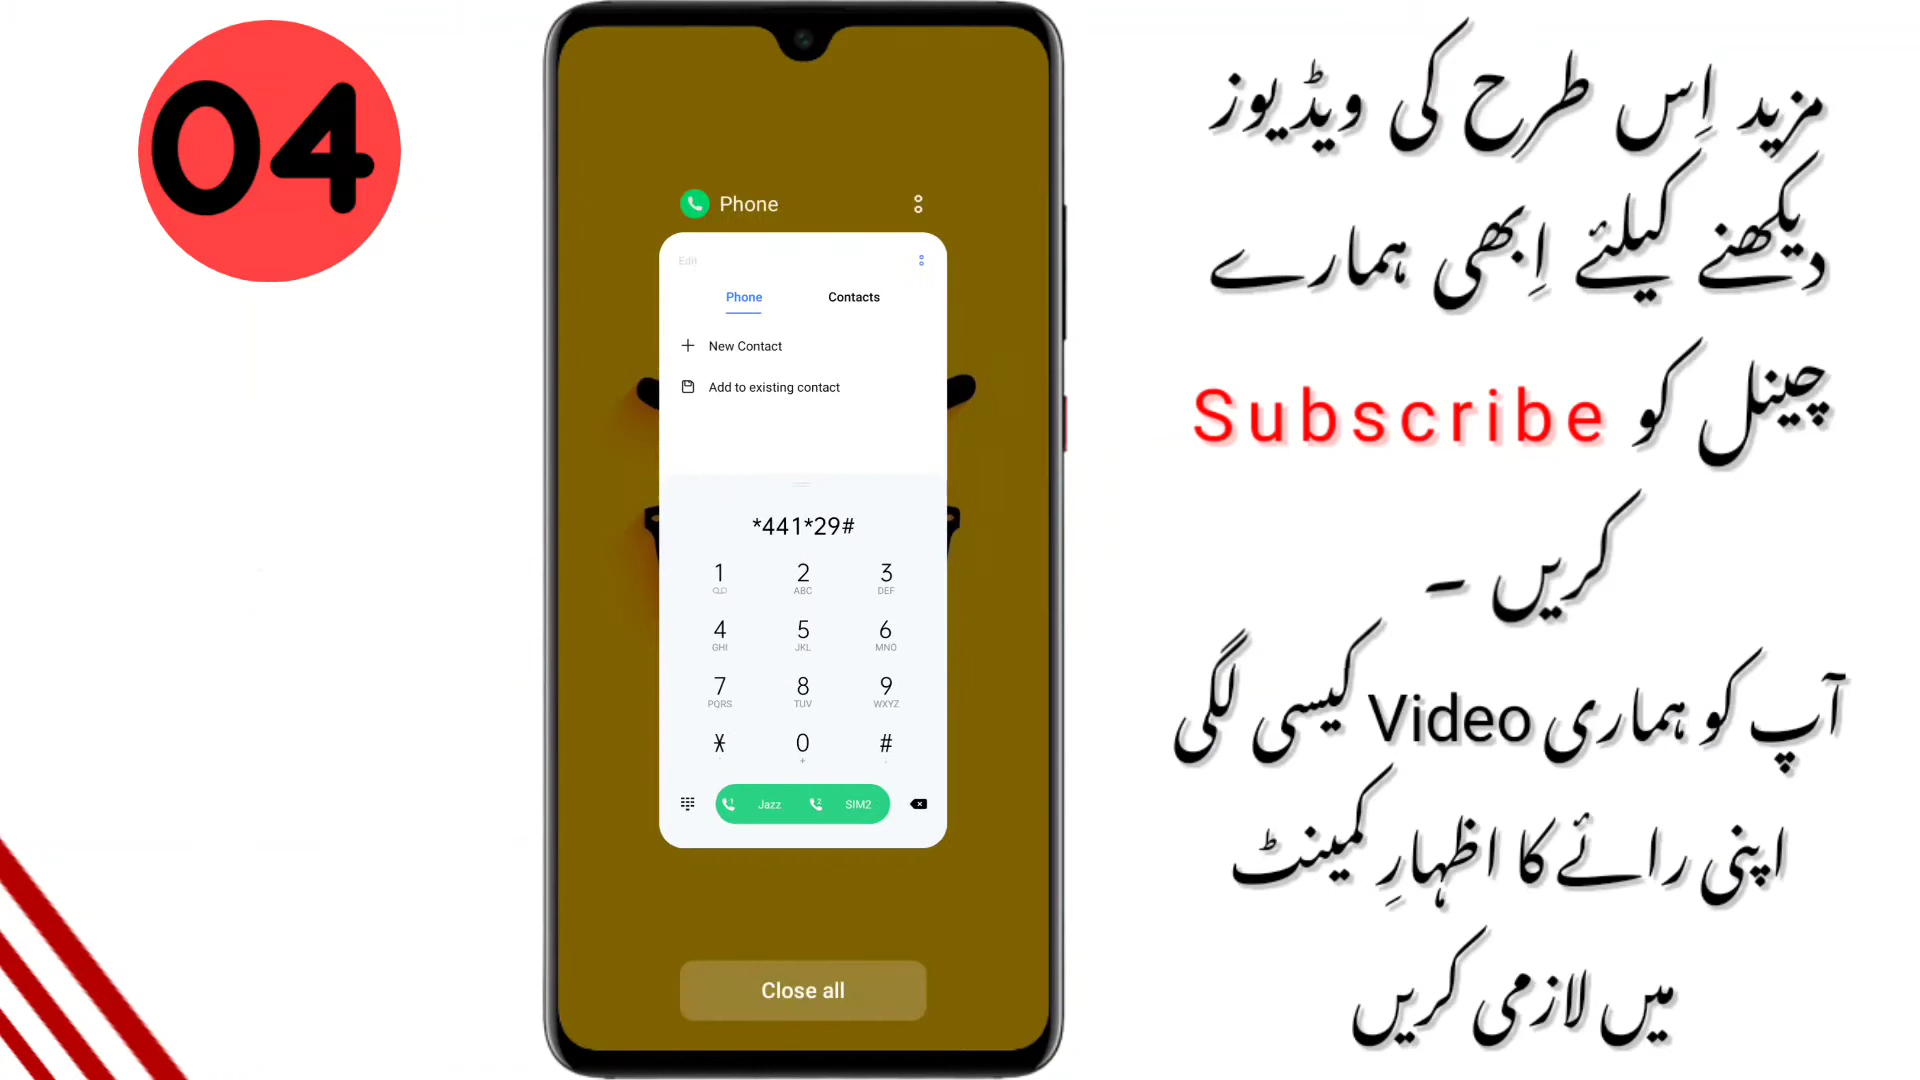 04
Phone
Edit
Phone Contacts
New Contact
Add to existing contact
*441*29#
1 2 3
ABC DEF
4 5 6
GHI JKL MNO
7 8 9
PQRS TUV WXYZ
* 0 #
+
1 Jazz 2 SIM2
Close all
مزید اِس طرح کی ویڈیوز
دیکھنے کیلئے اِبھی ہمارے
چینل کو Subscribe
کریں ۔
آپ کو ہماری Video کیسی لگی
اپنی رائے کا اظہارِ کمینٹ
میں لازمی کریں